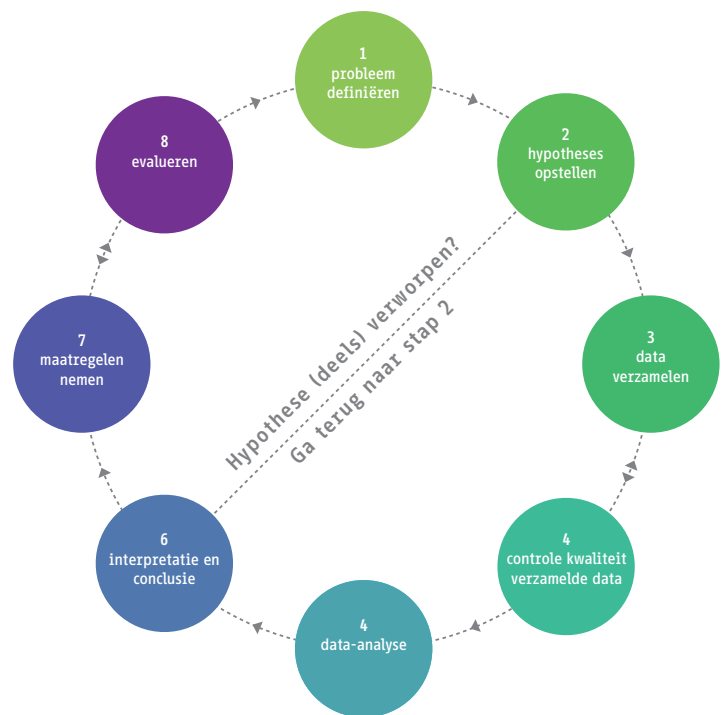 1
probleem
definiëren
2
hypotheses
opstellen
3
data
verzamelen
4
controle kwaliteit
verzamelde data
4
data-analyse
6
interpretatie en
conclusie
7
maatregelen
nemen
8
evalueren
Hypothese (deels) verworpen?
Ga terug naar stap 2